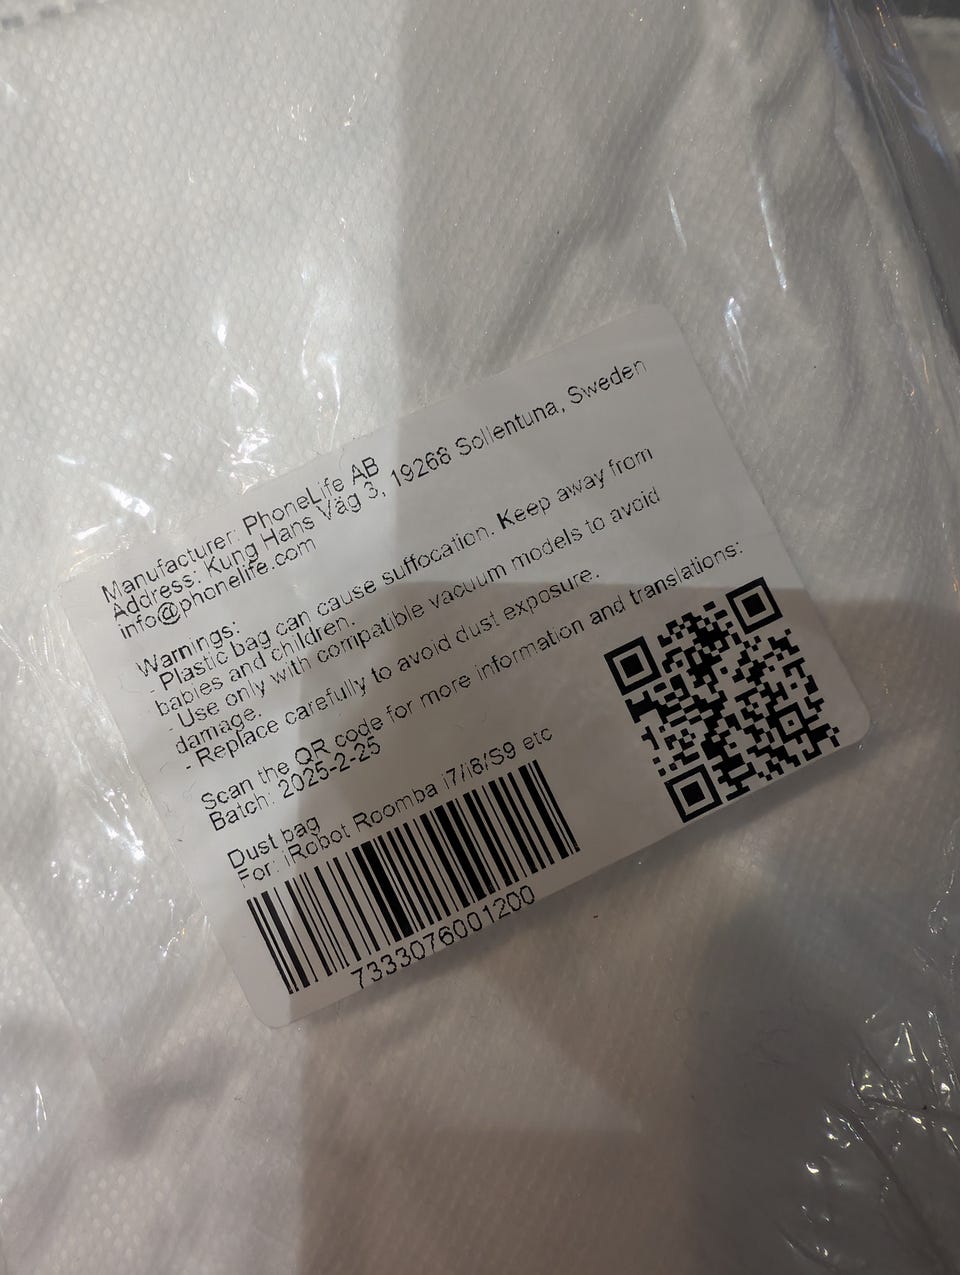 Manufacturer: PhoneLife AB
Address: Kung Hans Väg 3, 19268 Sollentuna, Sweden
info@phonelife.com
Warnings:
- Plastic bag can cause suffocation. Keep away from
babies and children.
- Use only with compatible vacuum models to avoid
damage.
- Replace carefully to avoid dust exposure.
Scan the QR code for more information and translations:
Batch: 2025-2-25
Dust bag
For: iRobot Roomba i7/i8/S9 etc
7333076001200